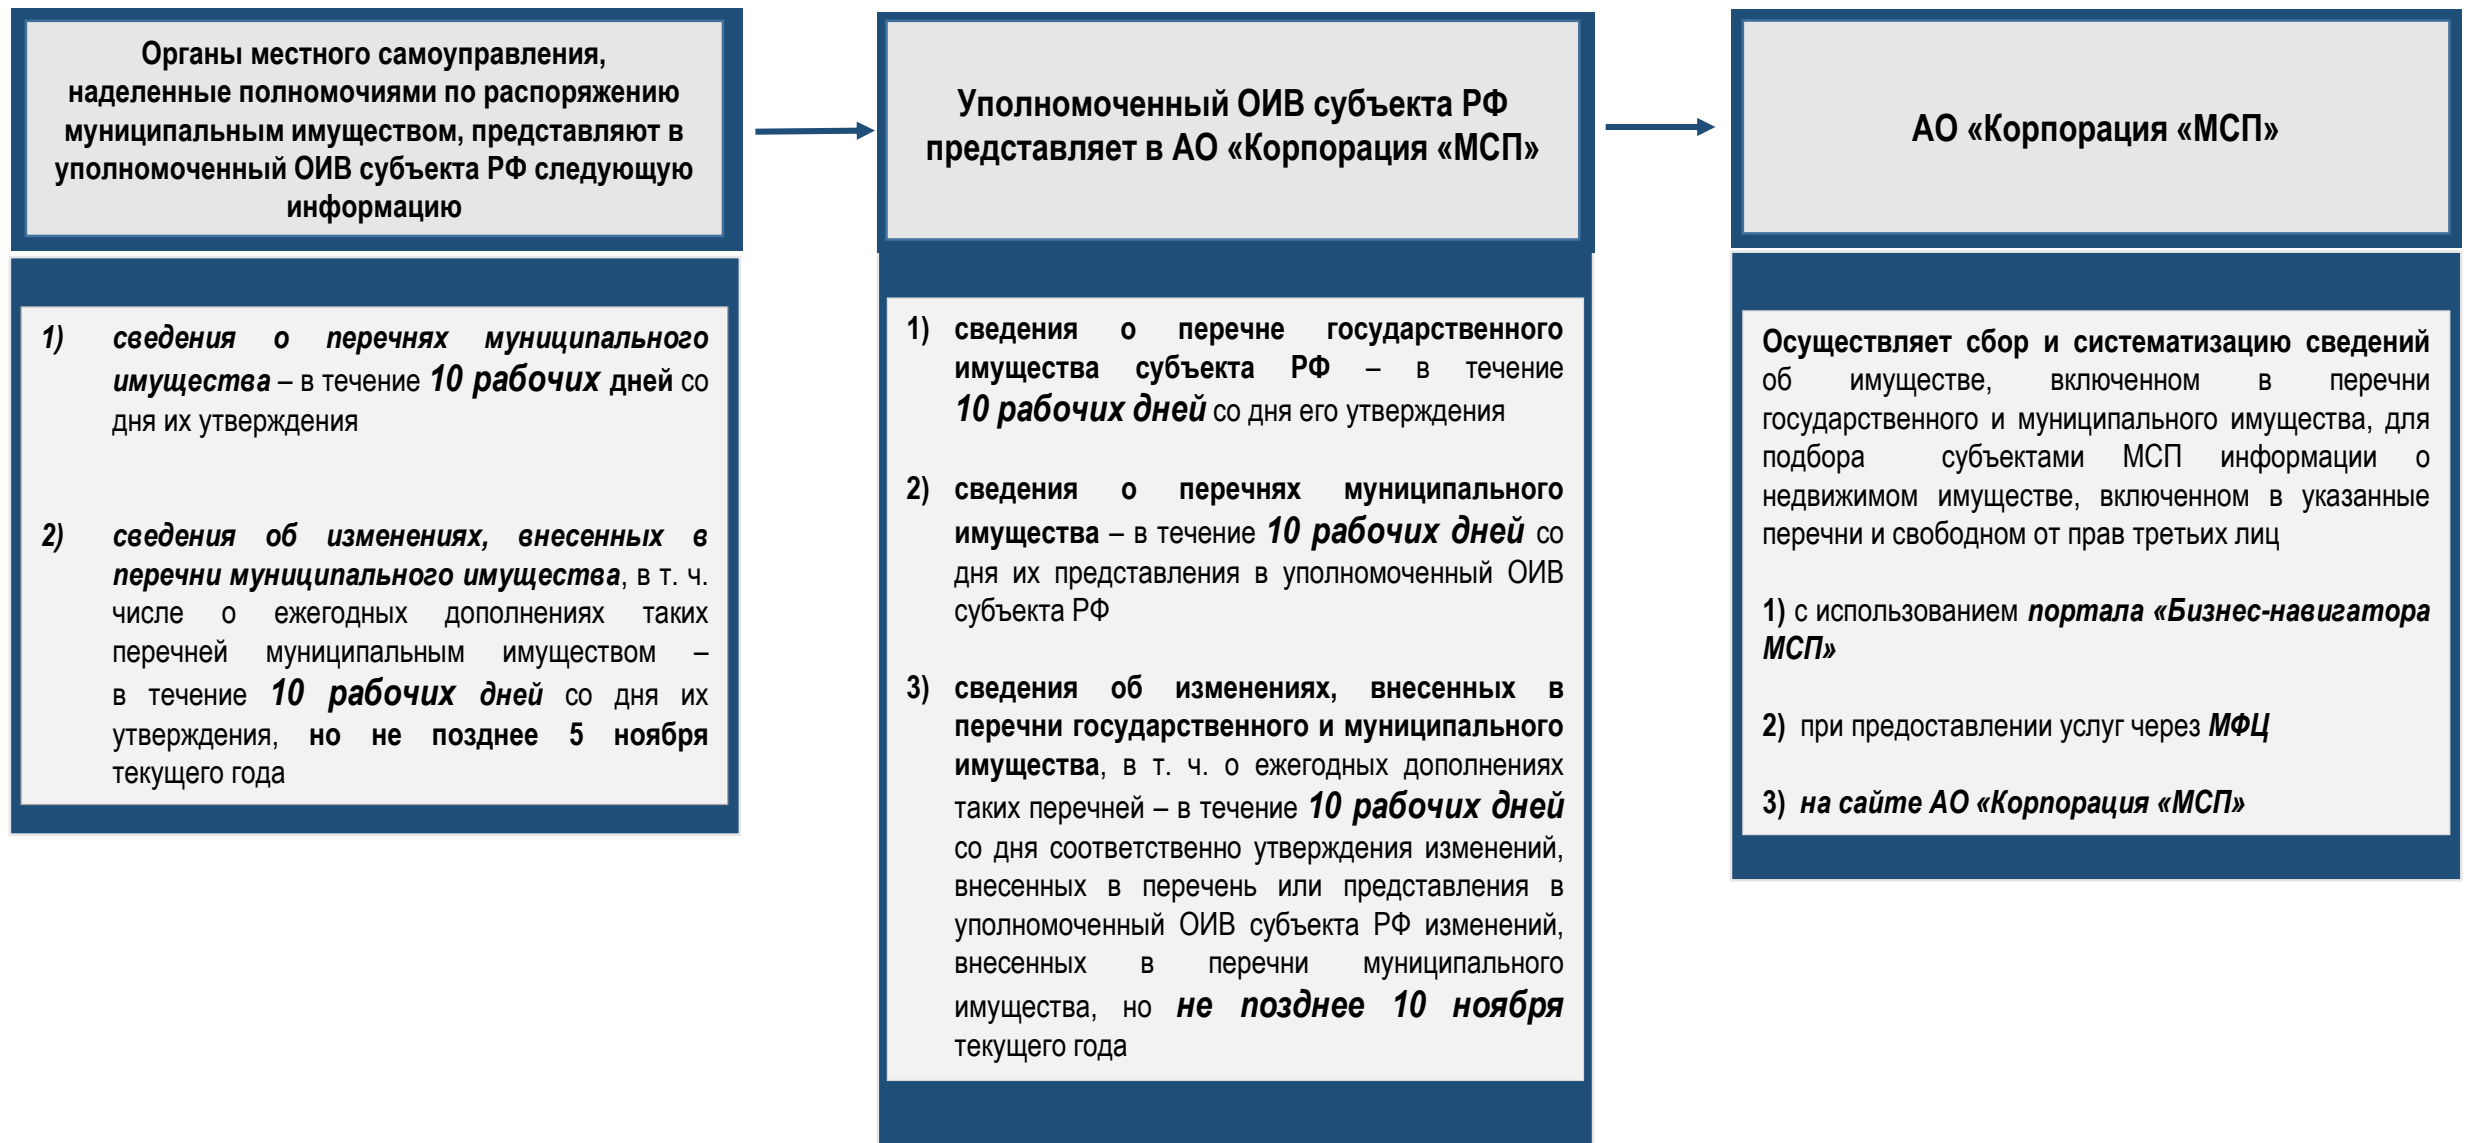 Органы местного самоуправления,
наделенные полномочиями по распоряжению
муниципальным имуществом, представляют в
уполномоченный ОИВ субъекта РФ следующую
информацию
1) сведения о перечнях муниципального
имущества – в течение 10 рабочих дней со
дня их утверждения
2) сведения об изменениях, внесенных в
перечни муниципального имущества, в т. ч.
числе о ежегодных дополнениях таких
перечней муниципальным имуществом –
в течение 10 рабочих дней со дня их
утверждения, но не позднее 5 ноября
текущего года
Уполномоченный ОИВ субъекта РФ
представляет в АО «Корпорация «МСП»
1) сведения о перечне государственного
имущества субъекта РФ – в течение
10 рабочих дней со дня его утверждения
2) сведения о перечнях муниципального
имущества – в течение 10 рабочих дней со
дня их представления в уполномоченный ОИВ
субъекта РФ
3) сведения об изменениях, внесенных в
перечни государственного и муниципального
имущества, в т. ч. о ежегодных дополнениях
таких перечней – в течение 10 рабочих дней
со дня соответственно утверждения изменений,
внесенных в перечень или представления в
уполномоченный ОИВ субъекта РФ изменений,
внесенных в перечни муниципального
имущества, но не позднее 10 ноября
текущего года
АО «Корпорация «МСП»
Осуществляет сбор и систематизацию сведений
об имуществе, включенном в перечни
государственного и муниципального имущества, для
подбора субъектами МСП информации о
недвижимом имуществе, включенном в указанные
перечни и свободном от прав третьих лиц
1) с использованием портала «Бизнес-навигатора
МСП»
2) при предоставлении услуг через МФЦ
3) на сайте АО «Корпорация «МСП»